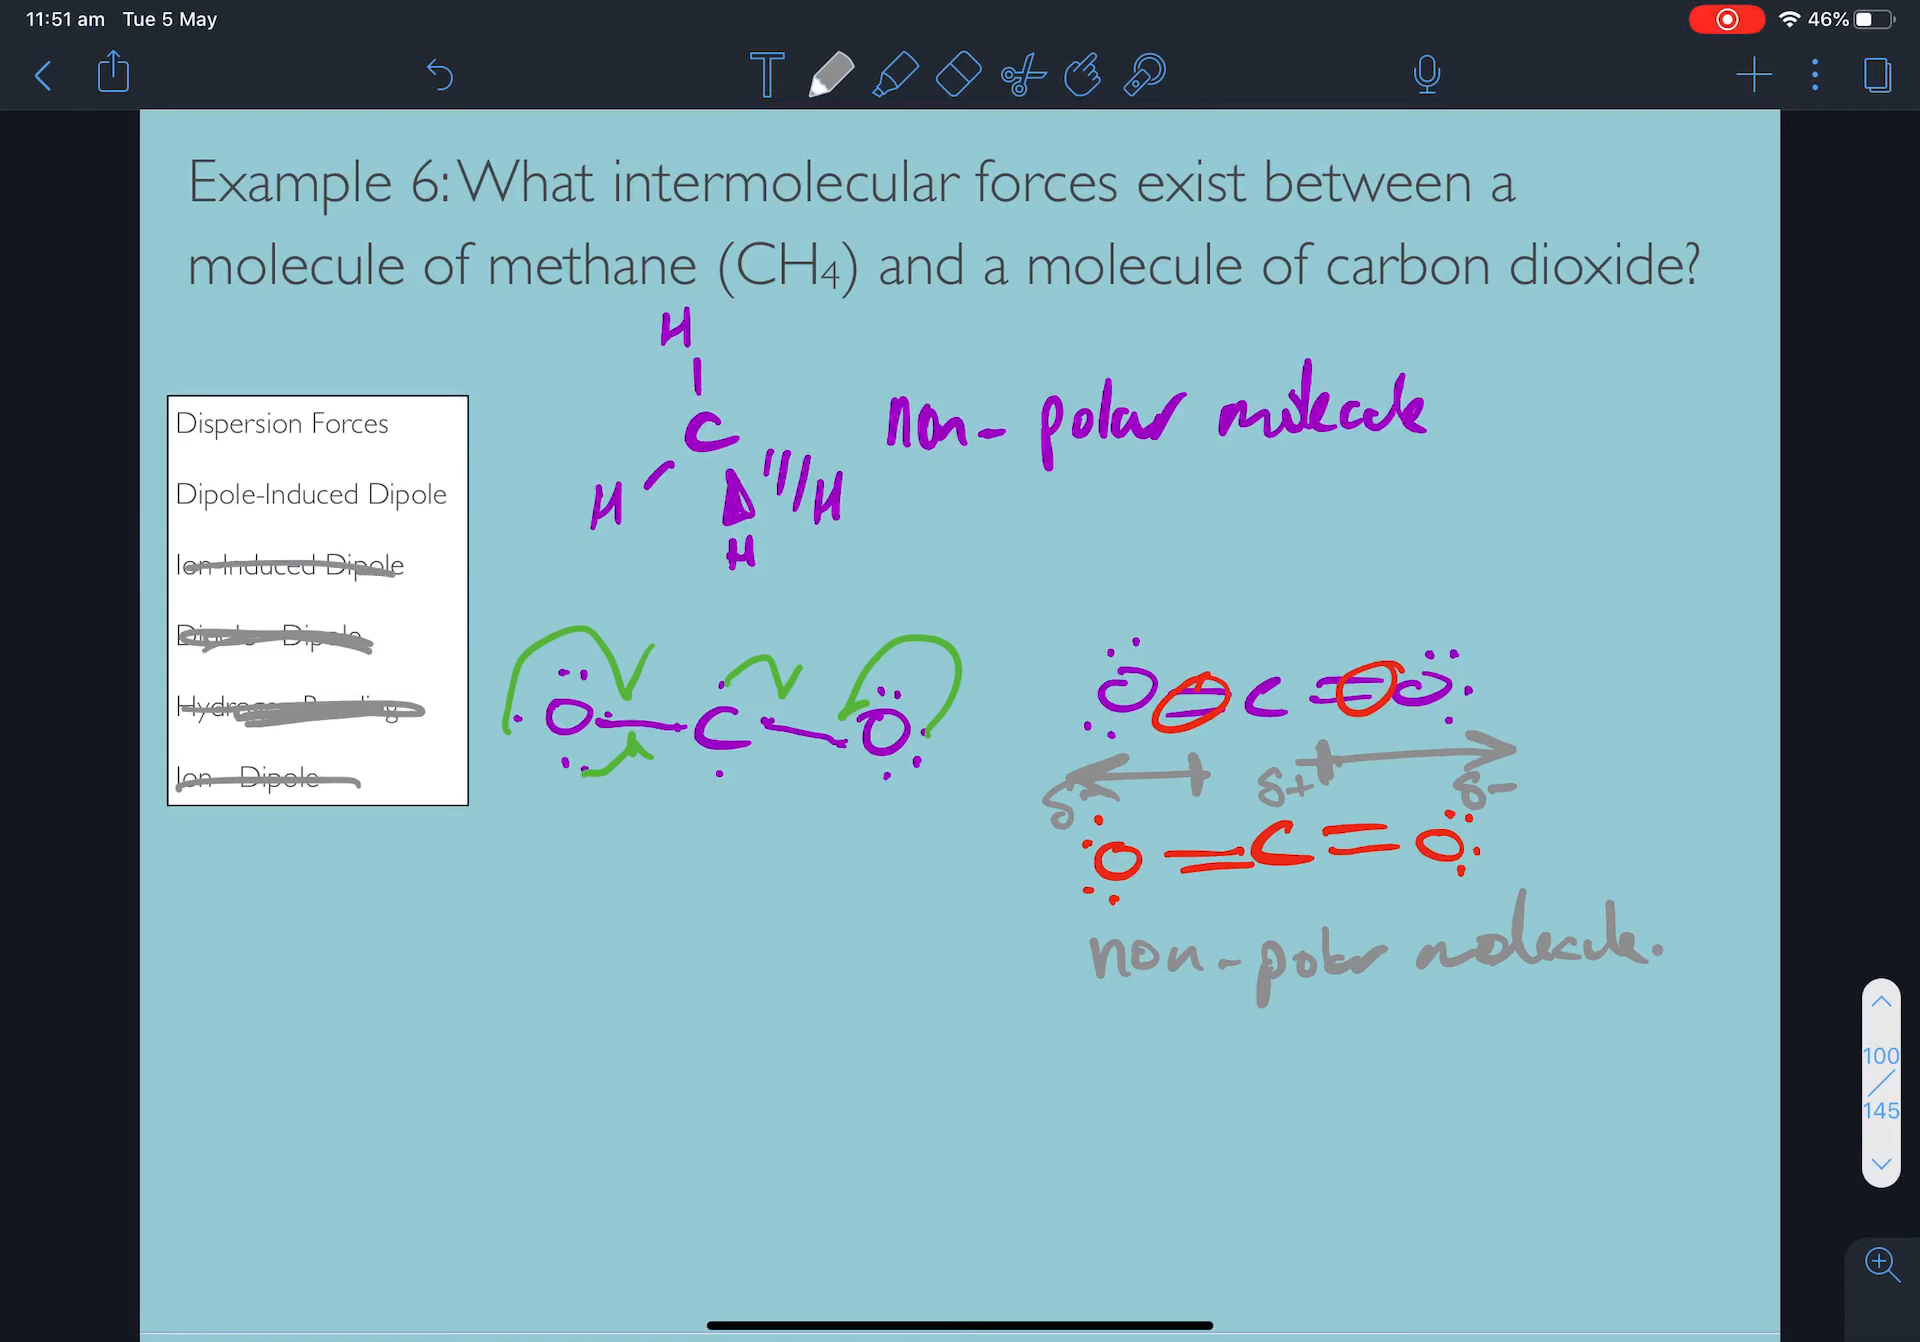 11:51 am Tue 5 May
46%
Example 6: What intermolecular forces exist between a
molecule of methane (CH4) and a molecule of carbon dioxide?
H
C
H
H
H
non-polar molecule
Dispersion Forces
Dipole-Induced Dipole
Ion-Induced Dipole
Dipole - Dipole
Hydrogen Bonding
Ion - Dipole
O C O
O = C = O
δ- δ+ δ-
O = C = O
non-polar molecule.
100
145